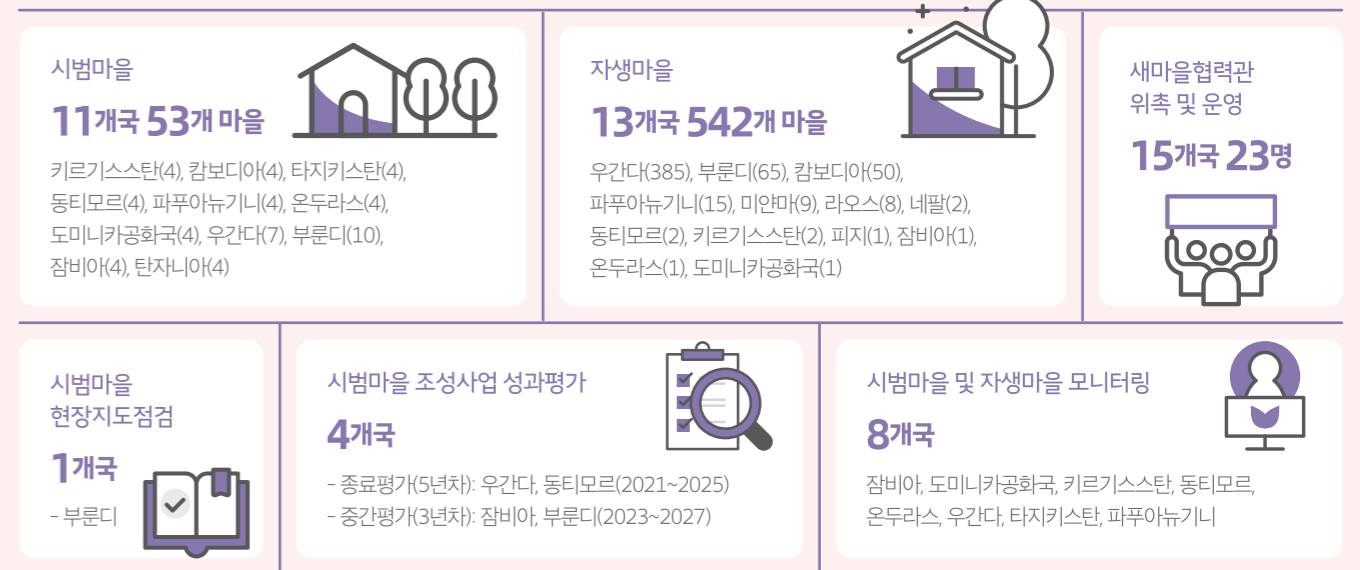 시범마을
11개국 53개 마을
키르기스스탄(4), 캄보디아(4), 타지키스탄(4),
동티모르(4), 파푸아뉴기니(4), 온두라스(4),
도미니카공화국(4), 우간다(7), 부룬디(10),
잠비아(4), 탄자니아(4)
자생마을
13개국 542개 마을
우간다(385), 부룬디(65), 캄보디아(50),
파푸아뉴기니(15), 미얀마(9), 라오스(8), 네팔(2),
동티모르(2), 키르기스스탄(2), 피지(1), 잠비아(1),
온두라스(1), 도미니카공화국(1)
새마을협력관
위촉 및 운영
15개국 23명
시범마을
현장지도점검
1개국
- 부룬디
시범마을 조성사업 성과평가
4개국
- 종료평가(5년차): 우간다, 동티모르(2021~2025)
- 중간평가(3년차): 잠비아, 부룬디(2023~2027)
시범마을 및 자생마을 모니터링
8개국
잠비아, 도미니카공화국, 키르기스스탄, 동티모르,
온두라스, 우간다, 타지키스탄, 파푸아뉴기니